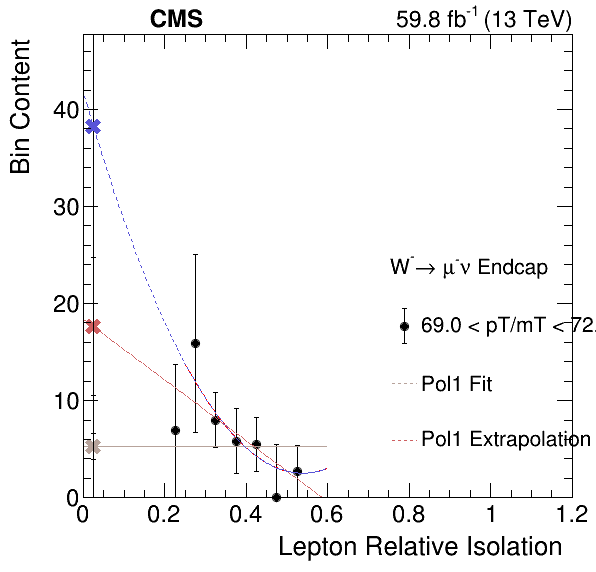 CMS 59.8 fb-1 (13 TeV)
Bin Content
40
30
20
10
0
W-→ μ-ν Endcap
69.0 < pT/mT < 72.
Pol1 Fit
Pol1 Extrapolation
0 0.2 0.4 0.6 0.8 1 1.2
Lepton Relative Isolation